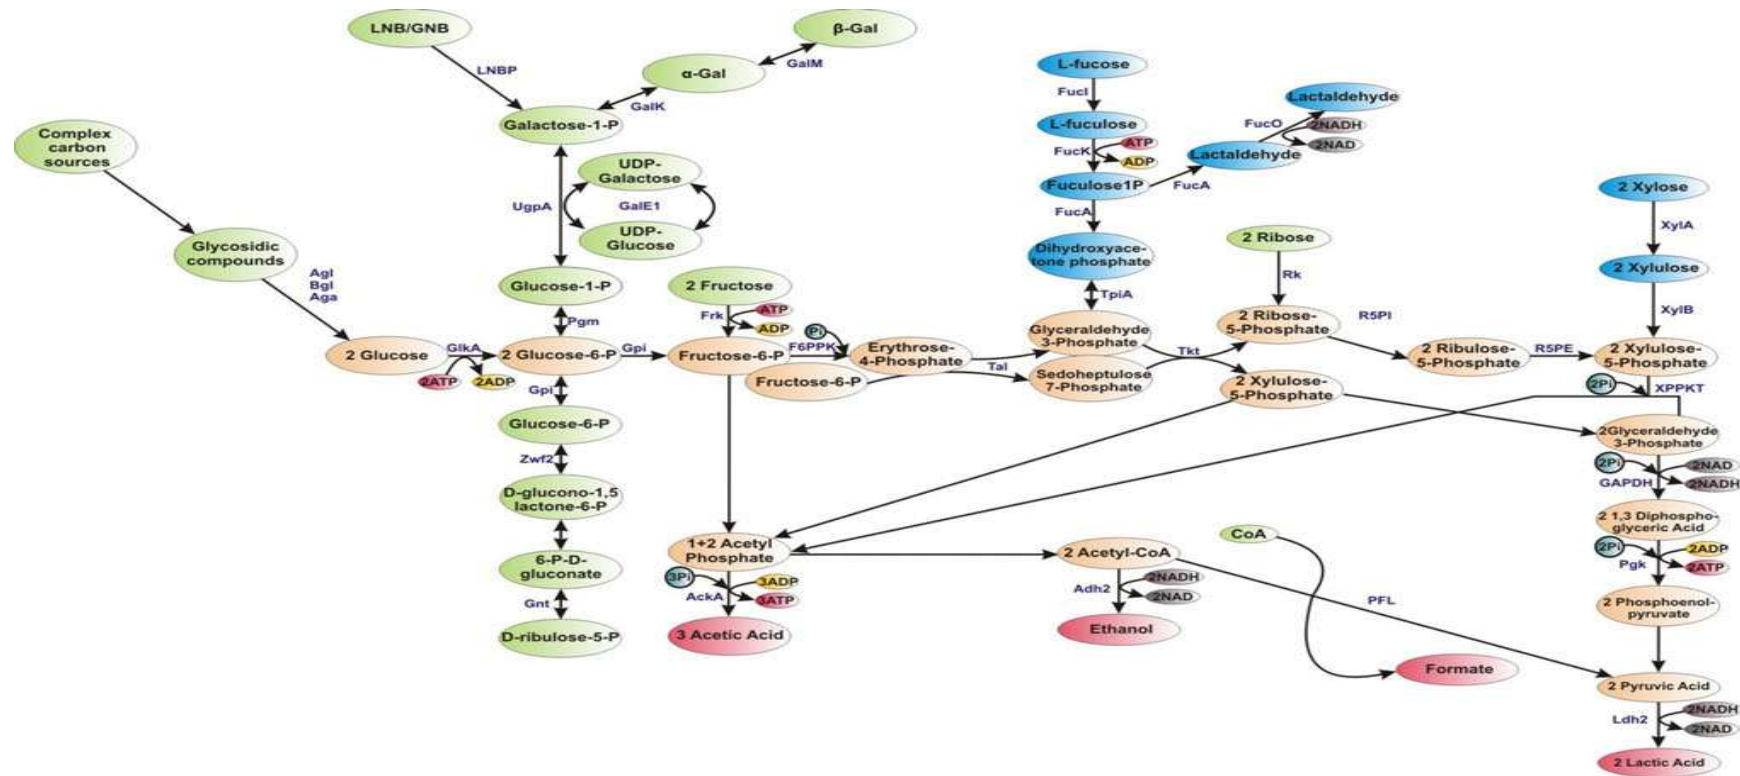 LNB/GNB
β-Gal
LNBP
α-Gal
GalM
GalK
Galactose-1-P
Complex
carbon
sources
UDP-
Galactose
UgpA
GalE1
UDP-
Glucose
Glycosidic
compounds
Agl
Bgl
Aga
Glucose-1-P
Pgm
2 Glucose
GlkA
2ATP
2ADP
2 Glucose-6-P
Gpi
Gpi
Glucose-6-P
Zwf2
D-glucono-1,5
lactone-6-P
6-P-D-
gluconate
Gnt
D-ribulose-5-P
2 Fructose
Frk
ATP
ADP
Fructose-6-P
F6PPK
Pi
Erythrose-
4-Phosphate
Fructose-6-P
Tal
L-fucose
FucI
L-fuculose
FucK
ATP
ADP
Fuculose1P
FucA
Lactaldehyde
FucO
2NADH
2NAD
Lactaldehyde
FucA
Dihydroxyace-
tone phosphate
TpiA
Glyceraldehyde
3-Phosphate
Sedoheptulose
7-Phosphate
Tkt
2 Ribose
Rk
2 Ribose-
5-Phosphate
R5PI
2 Xylulose-
5-Phosphate
2 Ribulose-
5-Phosphate
R5PE
2 Xylose
XylA
2 Xylulose
XylB
2 Xylulose-
5-Phosphate
2Pi
XPPKT
2Glyceraldehyde
3-Phosphate
2Pi
2NAD
2NADH
GAPDH
2 1,3 Diphospho-
glyceric Acid
2Pi
2ADP
2ATP
Pgk
2 Phosphoenol-
pyruvate
2 Pyruvic Acid
Ldh2
2NADH
2NAD
2 Lactic Acid
1+2 Acetyl
Phosphate
3Pi
3ADP
3ATP
AckA
3 Acetic Acid
2 Acetyl-CoA
Adh2
2NADH
2NAD
Ethanol
CoA
PFL
Formate